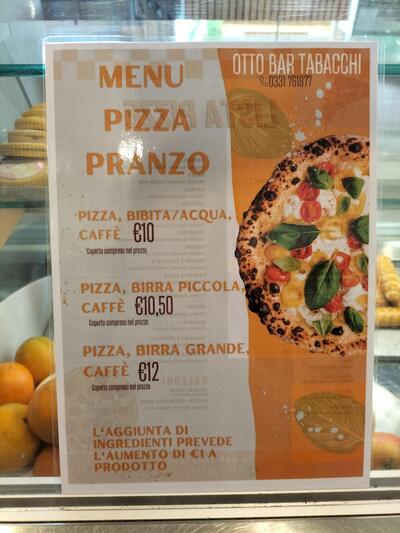 OTTO BAR TABACCHI
0331 761877
MENU
PIZZA
PRANZO
PIZZA, BIBITA/ACQUA,
CAFFÈ €10
Coperto compreso nel prezzo
PIZZA, BIRRA PICCOLA,
CAFFÈ €10,50
Coperto compreso nel prezzo
PIZZA, BIRRA GRANDE,
CAFFÈ €12
Coperto compreso nel prezzo
L'AGGIUNTA DI
INGREDIENTI PREVEDE
L'AUMENTO DI €1 A
PRODOTTO